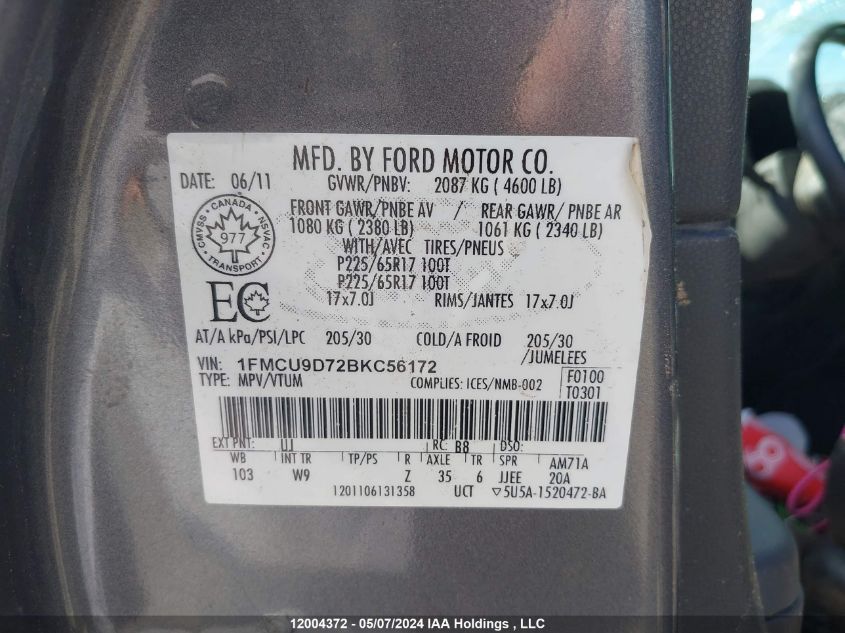 MFD. BY FORD MOTOR CO.
DATE: 06/11 GVWR/PNBV: 2087 KG ( 4600 LB)
FRONT GAWR/PNBE AV / REAR GAWR/ PNBE AR
1080 KG ( 2380 LB) 1061 KG ( 2340 LB)
WITH/AVEC TIRES/PNEUS
P225/65R17 100T
P225/65R17 100T
17x7.0J RIMS/JANTES 17x7.0J
CANADA
CMVSS NSVAC
977
TRANSPORT
EC
AT/A kPa/PSI/LPC 205/30 COLD/A FROID 205/30
/JUMELEES
VIN: 1FMCU9D72BKC56172
TYPE: MPV/VTUM COMPLIES: ICES/NMB-002 F0100
T0301
EXT PNT: UJ RC: B8 DSO:
WB INT TR TP/PS R AXLE TR SPR AM71A
103 W9 Z 35 6 JJEE 20A
1201106131358 UCT ▽5U5A-1520472-BA
12004372 - 05/07/2024 IAA Holdings , LLC